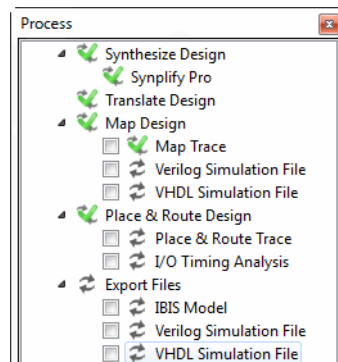 Process
Synthesize Design
Synplify Pro
Translate Design
Map Design
Map Trace
Verilog Simulation File
VHDL Simulation File
Place & Route Design
Place & Route Trace
I/O Timing Analysis
Export Files
IBIS Model
Verilog Simulation File
VHDL Simulation File